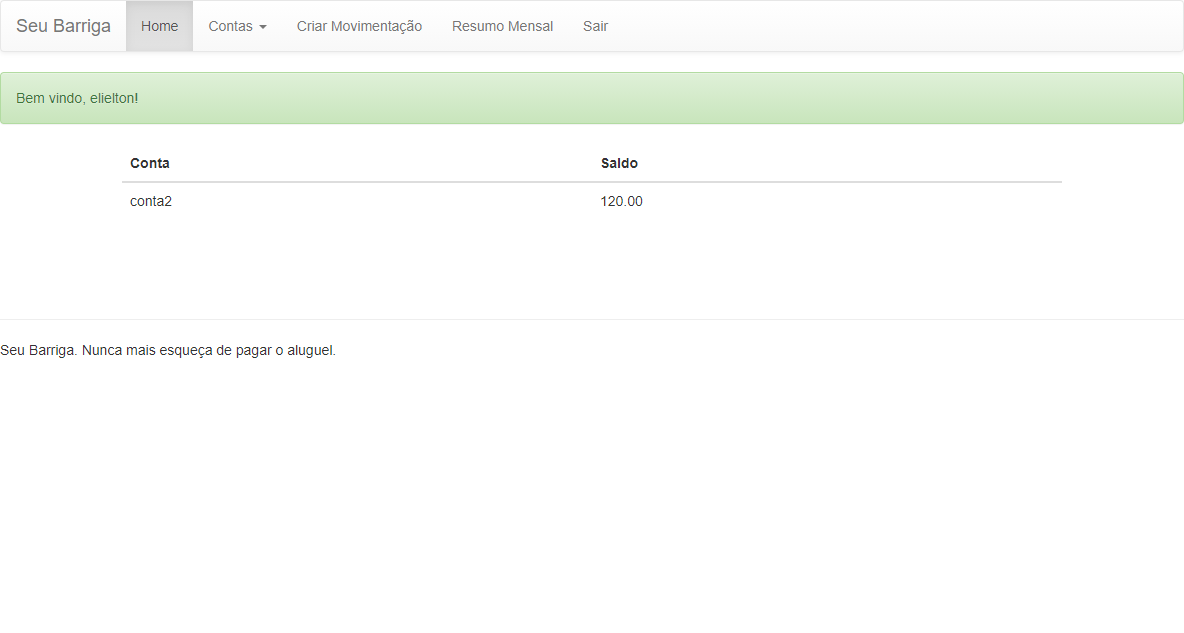 Seu Barriga Home Contas Criar Movimentação Resumo Mensal Sair
Bem vindo, elielton!
Conta Saldo
conta2 120.00
Seu Barriga. Nunca mais esqueça de pagar o aluguel.